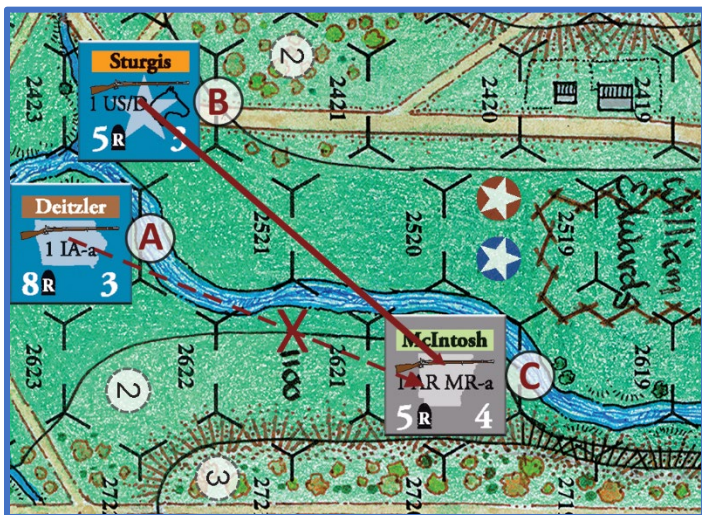 Sturgis
1 US/
5 R 3
B
Deitzler
1 IA-a
8 R 3
A
McIntosh
1 AR MR-a
5 R 4
C
X
2423
2421
2420
2419
2521
2520
2519
William
Edwards
2623
2622
2621
2619
1100
2
2
3